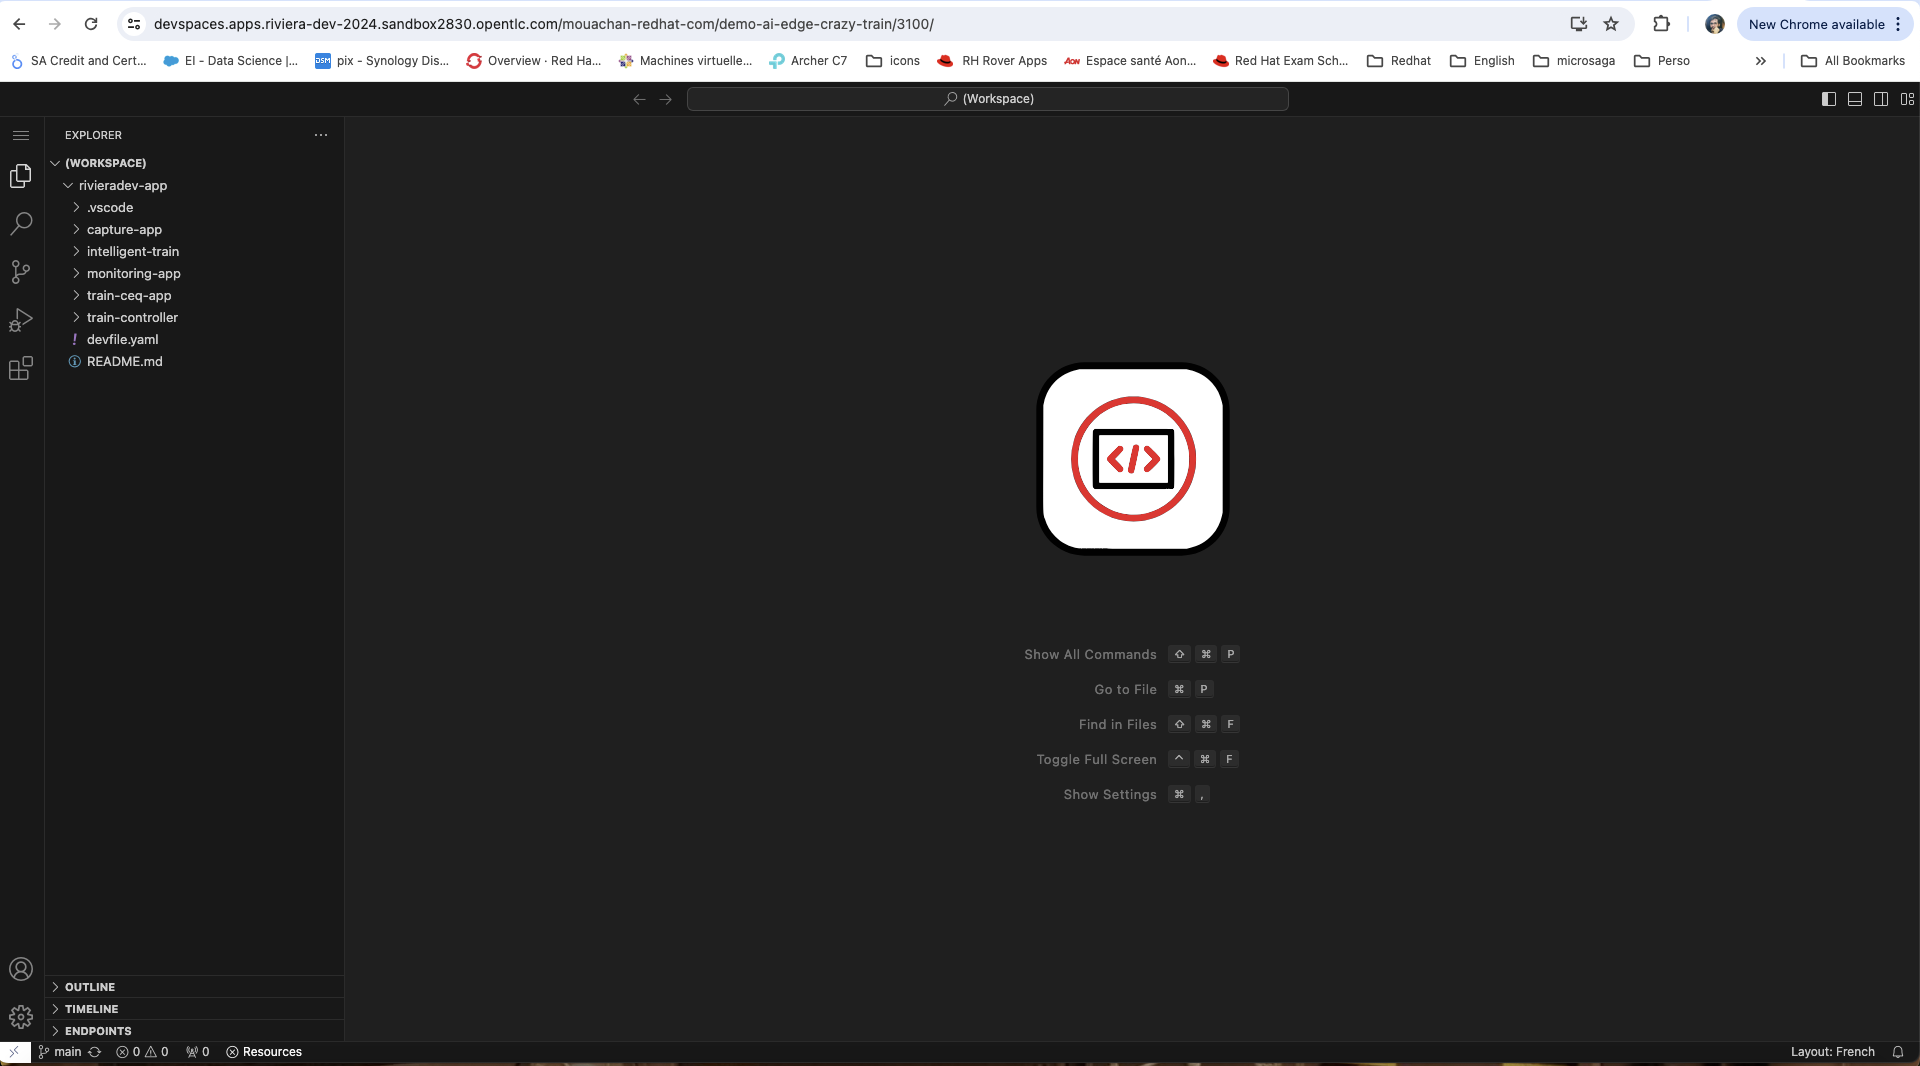 devspaces.apps.riviera-dev-2024.sandbox2830.opentlc.com/mouachan-redhat-com/demo-ai-edge-crazy-train/3100/
New Chrome available
SA Credit and Cert...
EI - Data Science |...
DSM pix - Synology Dis...
Overview · Red Ha...
Machines virtuelle...
Archer C7
icons
RH Rover Apps
Aon Espace santé Aon...
Red Hat Exam Sch...
Redhat
English
microsaga
Perso
»
All Bookmarks
(Workspace)
EXPLORER
(WORKSPACE)
rivieradev-app
.vscode
capture-app
intelligent-train
monitoring-app
train-ceq-app
train-controller
! devfile.yaml
README.md
</>
Show All Commands ⇧ ⌘ P
Go to File ⌘ P
Find in Files ⇧ ⌘ F
Toggle Full Screen ^ ⌘ F
Show Settings ⌘ ,
OUTLINE
TIMELINE
ENDPOINTS
main 0 0 0 Resources
Layout: French